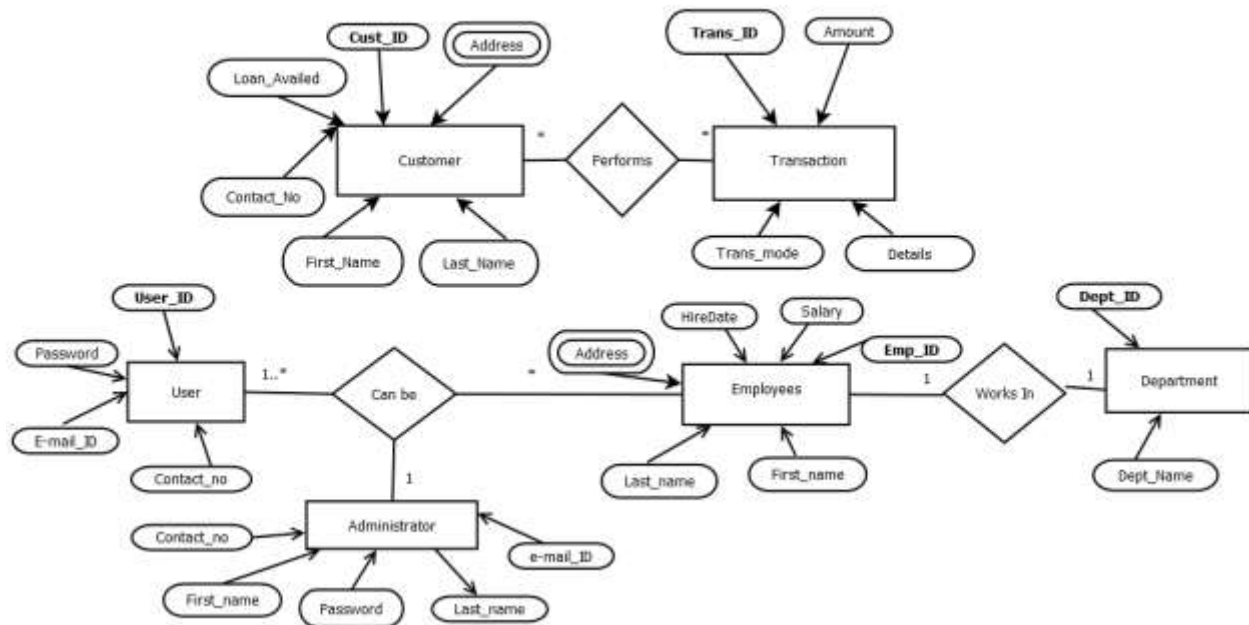 Cust_ID
Address
Loan_Availed
Contact_No
First_Name
Last_Name
Customer
*
Performs
*
Trans_ID
Amount
Transaction
Trans_mode
Details
User_ID
Password
User
E-mail_ID
Contact_no
1..*
Can be
*
1
Address
HireDate
Salary
Emp_ID
Employees
Last_name
First_name
1
Works In
1
Dept_ID
Department
Dept_Name
Contact_no
Administrator
e-mail_ID
First_name
Password
Last_name